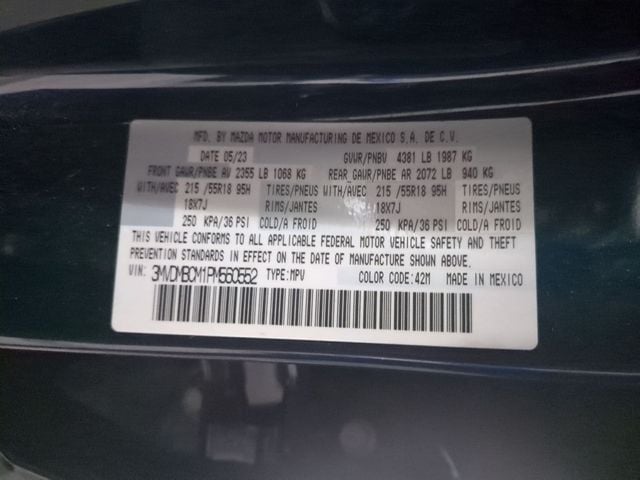 MFD. BY MAZDA MOTOR MANUFACTURING DE MEXICO S.A. DE C.V.
DATE 05/23 GVWR/PNBV 4381 LB 1987 KG
FRONT GAWR/PNBE AV 2355 LB 1068 KG REAR GAWR/PNBE AR 2072 LB 940 KG
WITH/AVEC 215 /55R18 95H TIRES/PNEUS WITH/AVEC 215 /55R18 95H TIRES/PNEUS
18X7J RIMS/JANTES 18X7J RIMS/JANTES
250 KPA/36 PSI COLD/A FROID 250 KPA/36 PSI COLD/A FROID
THIS VEHICLE CONFORMS TO ALL APPLICABLE FEDERAL MOTOR VEHICLE SAFETY AND THEFT
PREVENTION STANDARDS IN EFFECT ON THE DATE OF MANUFACTURE SHOWN ABOVE.
VIN: 3MVDMBCM1PM560552 TYPE: MPV COLOR CODE: 42M MADE IN MEXICO